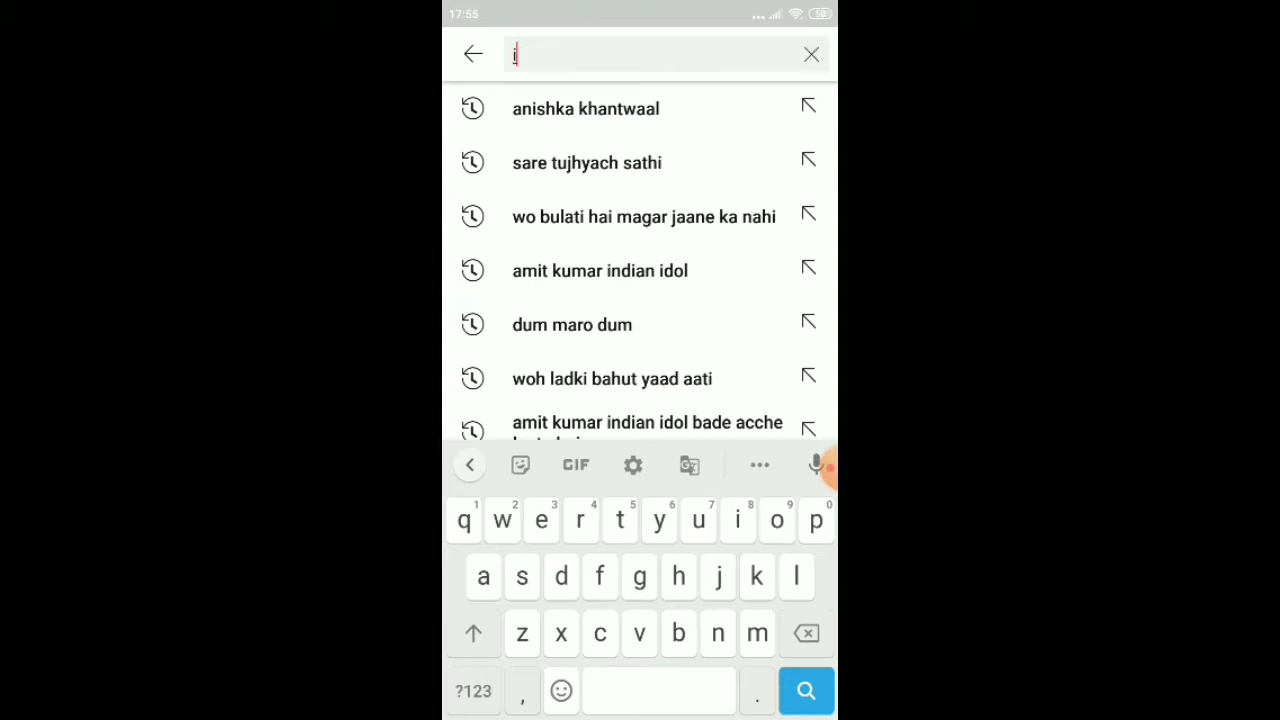 17:55
50
i
anishka khantwaal
sare tujhyach sathi
wo bulati hai magar jaane ka nahi
amit kumar indian idol
dum maro dum
woh ladki bahut yaad aati
amit kumar indian idol bade acche
GIF
1 2 3 4 5 6 7 8 9 0
q w e r t y u i o p
a s d f g h j k l
z x c v b n m
?123 , .